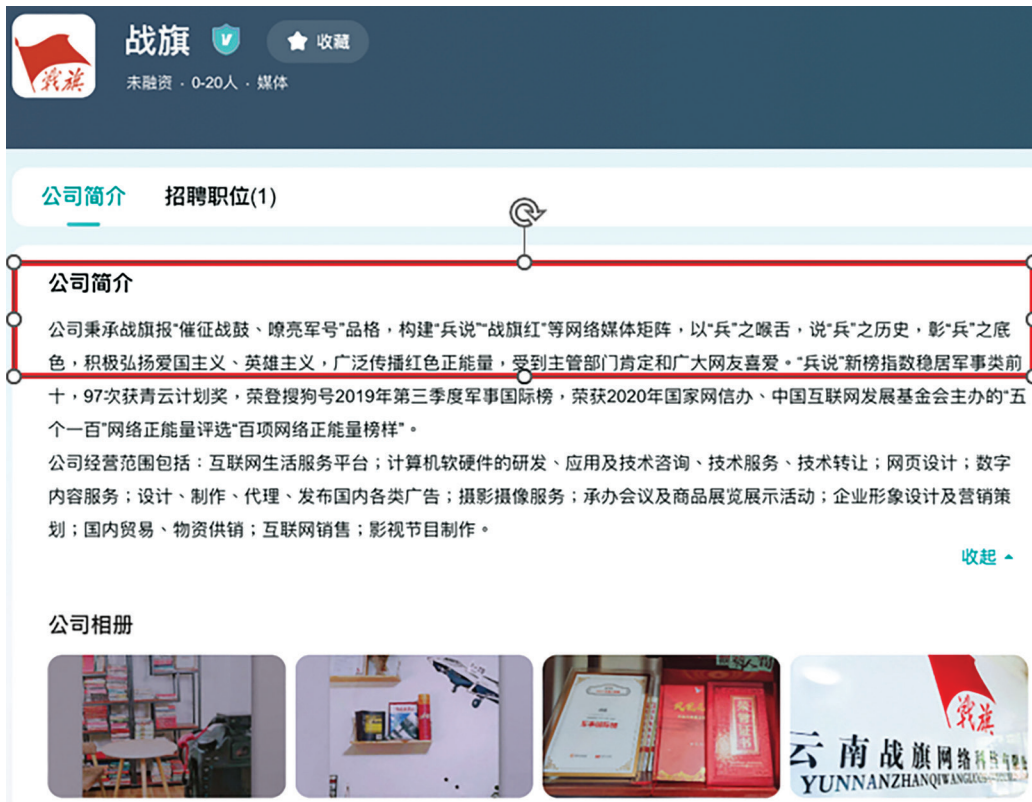 战旗
战旗 V 收藏
未融资 · 0-20人 · 媒体
公司简介 招聘职位(1)
公司简介
公司秉承战旗报“催征战鼓、嘹亮军号”品格，构建“兵说”“战旗红”等网络媒体矩阵，以“兵”之喉舌，说“兵”之历史，彰“兵”之底
色，积极弘扬爱国主义、英雄主义，广泛传播红色正能量，受到主管部门肯定和广大网友喜爱。“兵说”新榜指数稳居军事类前
十，97次获青云计划奖，荣登搜狗号2019年第三季度军事国际榜，荣获2020年国家网信办、中国互联网发展基金会主办的“五
个一百”网络正能量评选“百项网络正能量榜样”。
公司经营范围包括：互联网生活服务平台；计算机软硬件的研发、应用及技术咨询、技术服务、技术转让；网页设计；数字
内容服务；设计、制作、代理、发布国内各类广告；摄影摄像服务；承办会议及商品展览展示活动；企业形象设计及营销策
划；国内贸易、物资供销；互联网销售；影视节目制作。
收起
公司相册
荣誉证书
战旗
云南战旗网络
YUNNANZHANQIWANGLUO